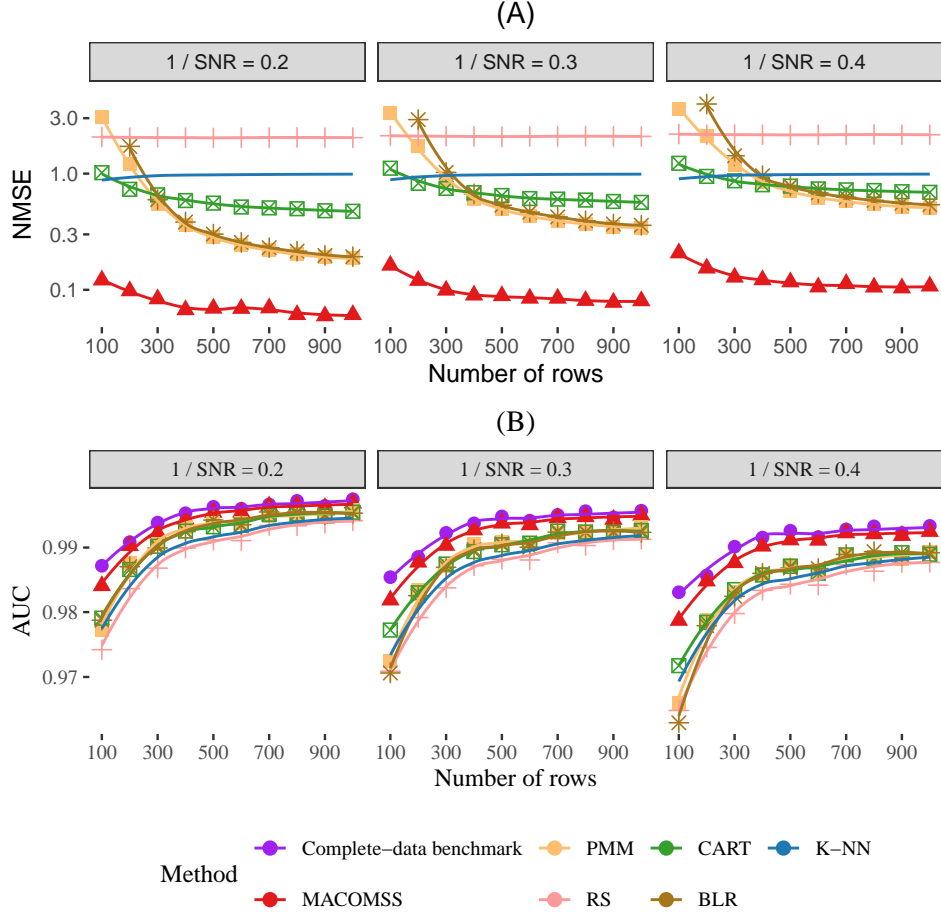 (A)
1 / SNR = 0.2
1 / SNR = 0.3
1 / SNR = 0.4
NMSE
3.0
1.0
0.3
0.1
100 300 500 700 900
100 300 500 700 900
100 300 500 700 900
Number of rows
(B)
1 / SNR = 0.2
1 / SNR = 0.3
1 / SNR = 0.4
AUC
0.99
0.98
0.97
100 300 500 700 900
100 300 500 700 900
100 300 500 700 900
Number of rows
Method
Complete−data benchmark
PMM
CART
K−NN
MACOMSS
RS
BLR